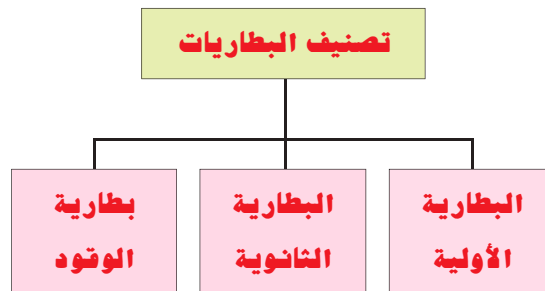 تصنيف البطاريات
البطارية
الأولية
البطارية
الثانوية
بطارية
الوقود